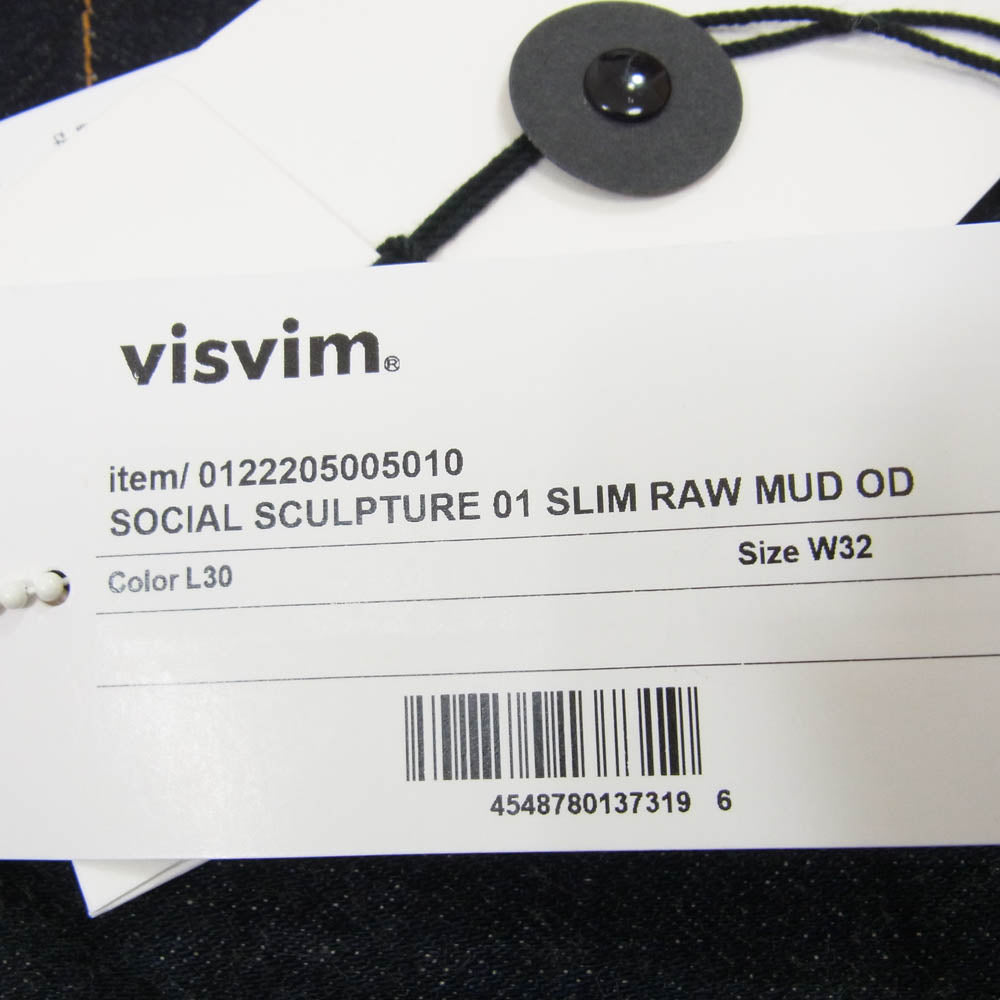 visvim®
item/ 0122205005010
SOCIAL SCULPTURE 01 SLIM RAW MUD OD
Color L30 Size W32
4548780137319 6